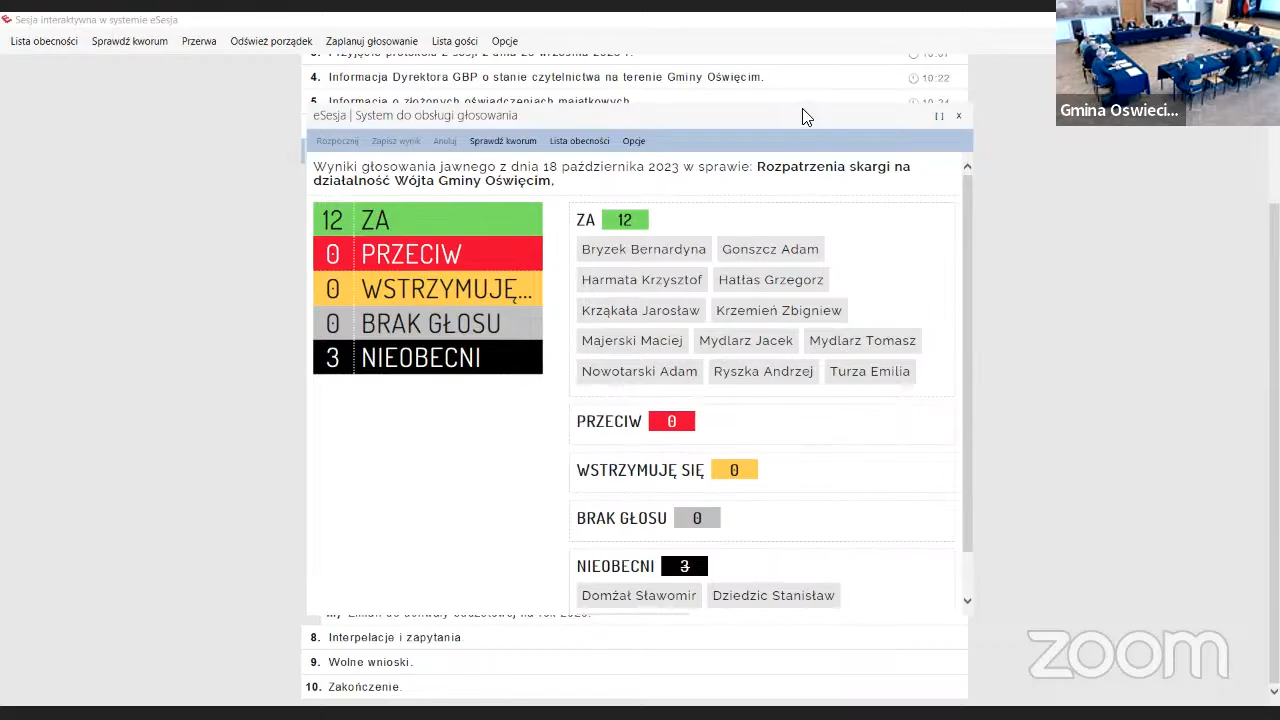 Sesja interaktywna w systemie eSesja
Lista obecności Sprawdź kworum Przerwa Odśwież porządek Zaplanuj głosowanie Lista gości Opcje
4. Informacja Dyrektora GBP o stanie czytelnictwa na terenie Gminy Oświęcim. 10:22
5. Informacja o złożonych oświadczeniach majątkowych
eSesja | System do obsługi głosowania
Rozpocznij Zapisz wynik Anuluj Sprawdź kworum Lista obecności Opcje
Wyniki głosowania jawnego z dnia 18 października 2023 w sprawie: Rozpatrzenia skargi na
działalność Wójta Gminy Oświęcim,
12 ZA
0 PRZECIW
0 WSTRZYMUJĘ...
0 BRAK GŁOSU
3 NIEOBECNI
ZA 12
Bryzek Bernardyna Gonszcz Adam
Harmata Krzysztof Hatłas Grzegorz
Krząkała Jarosław Krzemień Zbigniew
Majerski Maciej Mydlarz Jacek Mydlarz Tomasz
Nowotarski Adam Ryszka Andrzej Turza Emilia
PRZECIW 0
WSTRZYMUJĘ SIĘ 0
BRAK GŁOSU 0
NIEOBECNI 3
Domżał Sławomir Dziedzic Stanisław
8. Interpelacje i zapytania.
9. Wolne wnioski.
10. Zakończenie.
Gmina Oswieci...
zoom